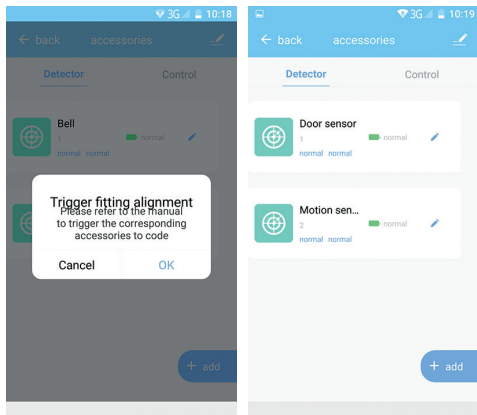 3G 10:18
back accessories
Detector Control
Bell
1 normal
normal normal
Trigger fitting alignment
Please refer to the manual
to trigger the corresponding
accessories to code
Cancel OK
+ add
3G 10:19
back accessories
Detector Control
Door sensor
1 normal
normal normal
Motion sen...
2 normal
normal normal
+ add